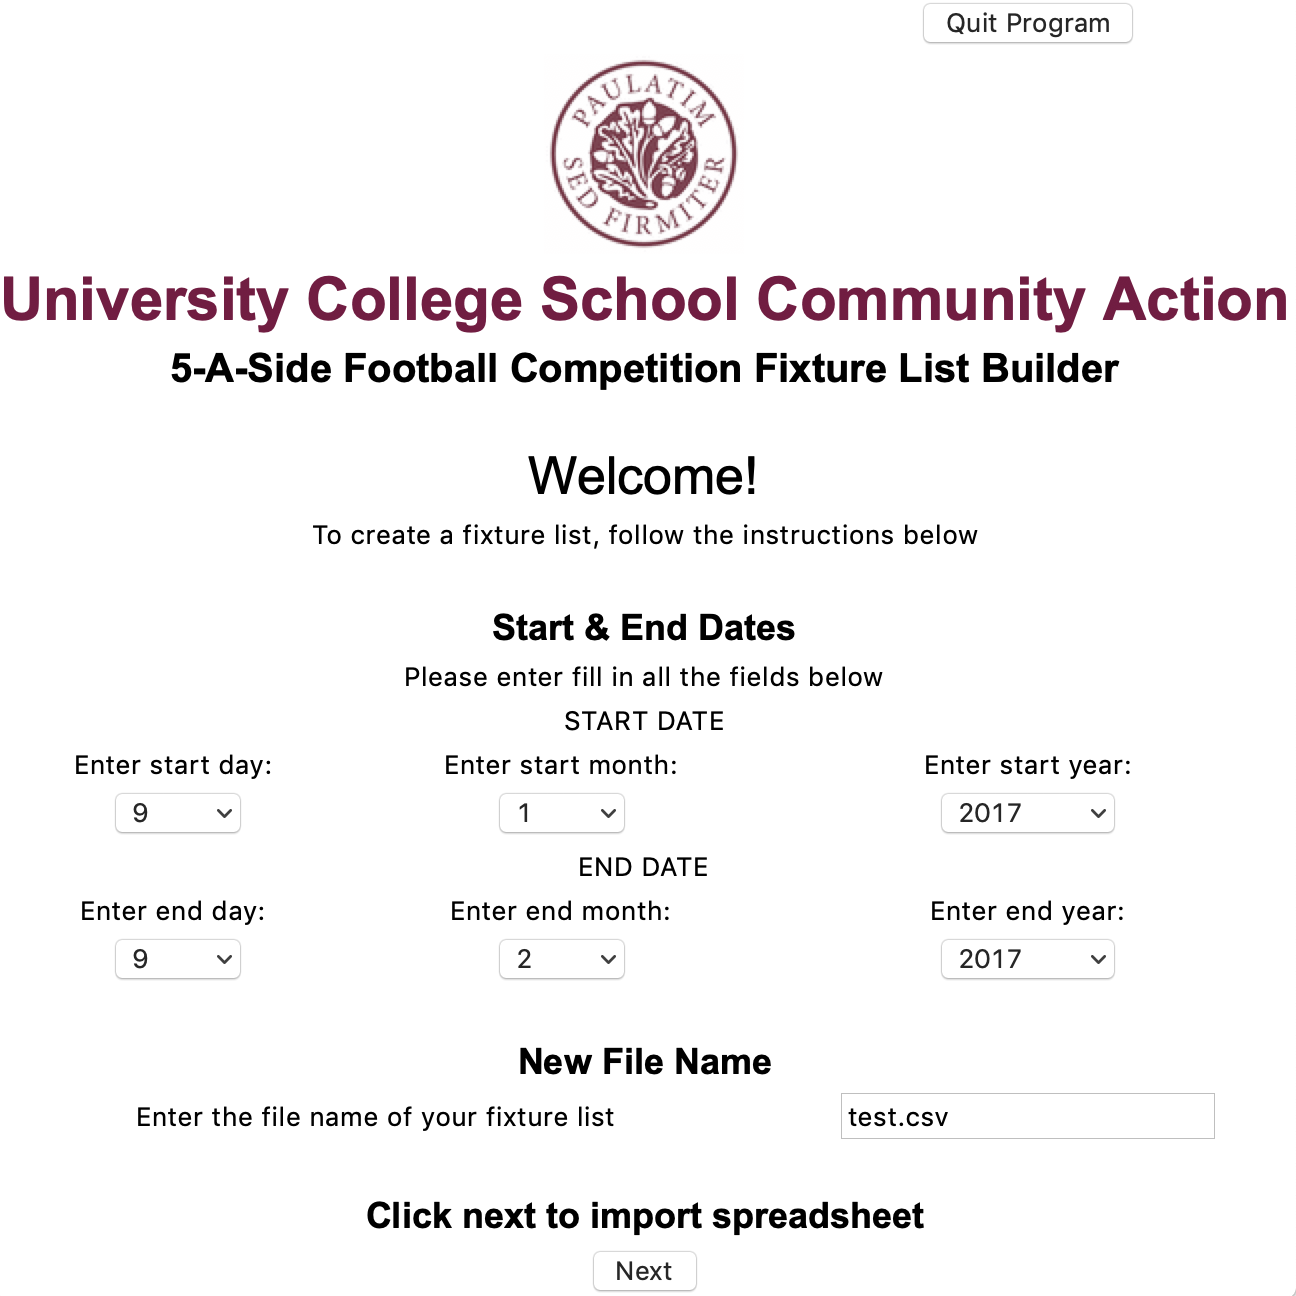 Quit Program
PAULATIM
SED FIRMITER
University College School Community Action
5-A-Side Football Competition Fixture List Builder
Welcome!
To create a fixture list, follow the instructions below
Start & End Dates
Please enter fill in all the fields below
START DATE
Enter start day: Enter start month: Enter start year:
9 1 2017
END DATE
Enter end day: Enter end month: Enter end year:
9 2 2017
New File Name
Enter the file name of your fixture list test.csv
Click next to import spreadsheet
Next